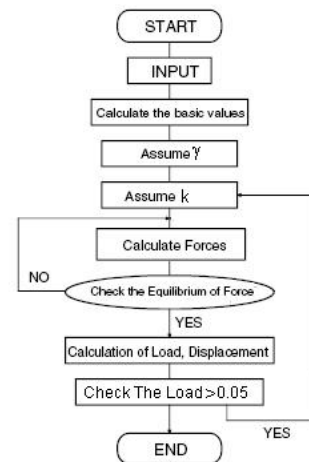 START
INPUT
Calculate the basic values
Assume γ
Assume k
Calculate Forces
NO
Check the Equilibrium of Force
YES
Calculation of Load, Displacement
Check The Load>0.05
YES
END